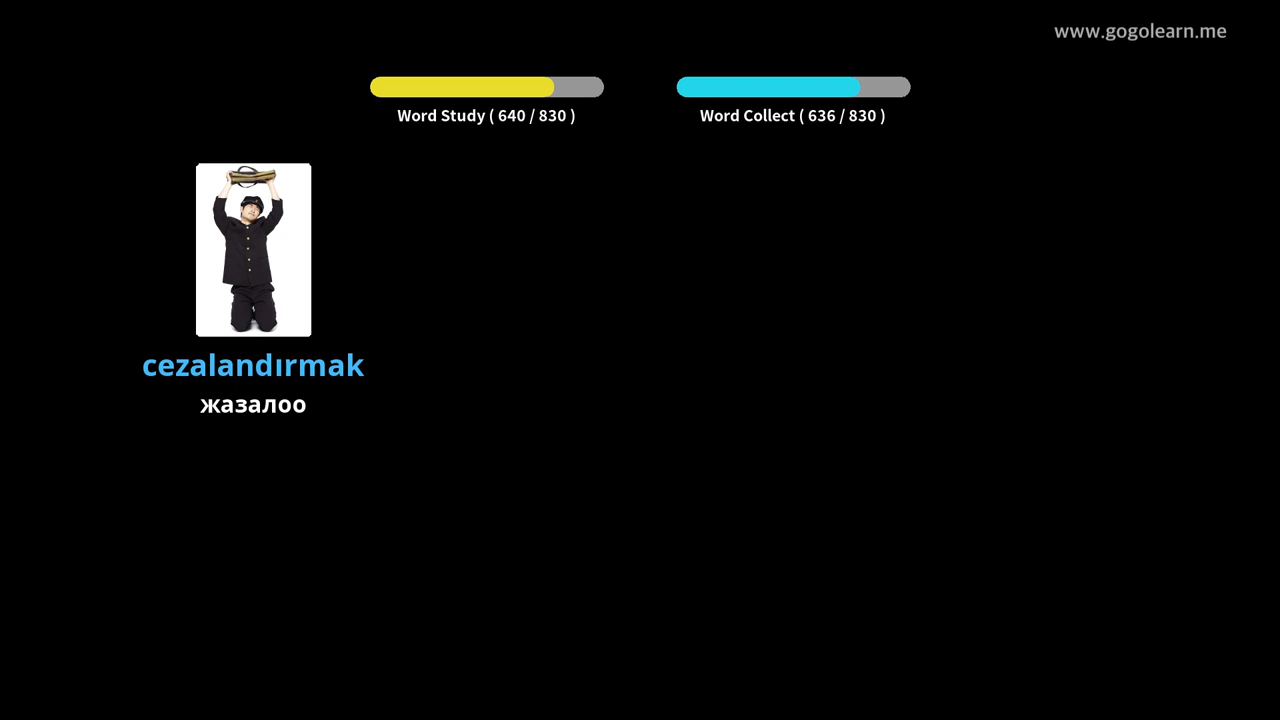 www.gogolearn.me
Word Study ( 640 / 830 )
Word Collect ( 636 / 830 )
cezalandırmak
жазалоо